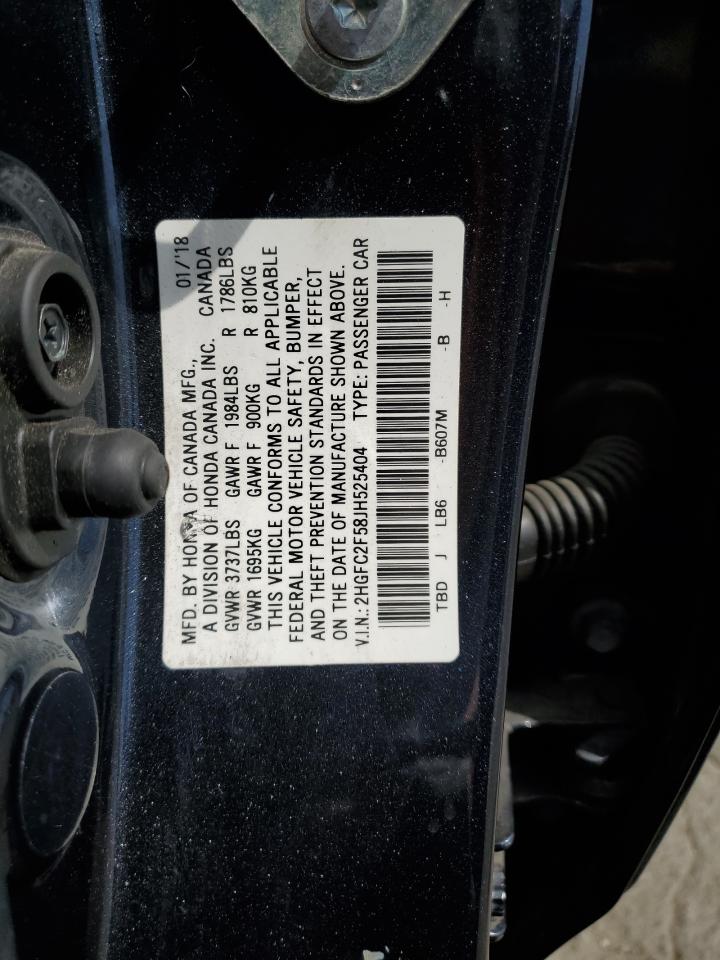 MFD. BY HONDA OF CANADA MFG., 01/'18
A DIVISION OF HONDA CANADA INC. CANADA
GVWR 3737LBS GAWR F 1984LBS R 1786LBS
GVWR 1695KG GAWR F 900KG R 810KG
THIS VEHICLE CONFORMS TO ALL APPLICABLE
FEDERAL MOTOR VEHICLE SAFETY, BUMPER,
AND THEFT PREVENTION STANDARDS IN EFFECT
ON THE DATE OF MANUFACTURE SHOWN ABOVE.
V.I.N.: 2HGFC2F58JH525404 TYPE: PASSENGER CAR
TBD J LB6 -B607M -B -H